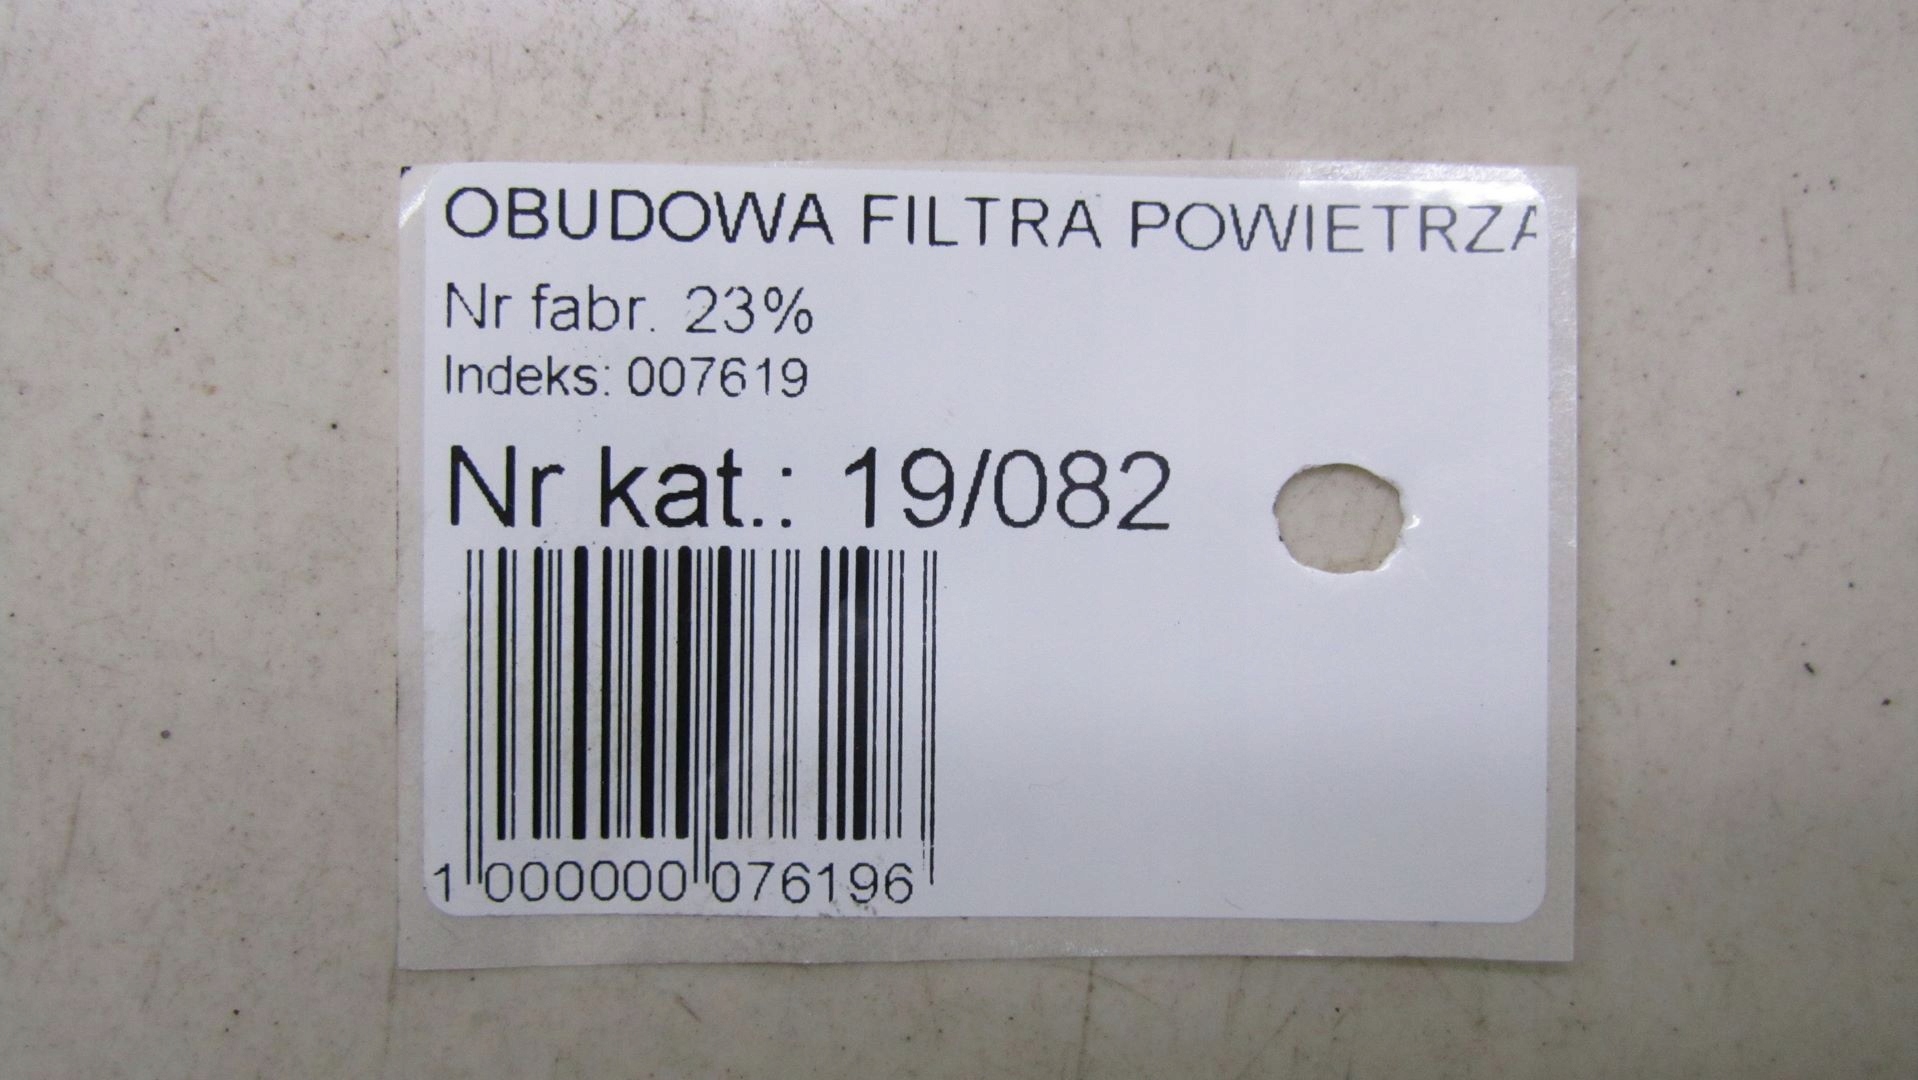 OBUDOWA FILTRA POWIETRZA
Nr fabr. 23%
Indeks: 007619
Nr kat.: 19/082
1 000000 076196